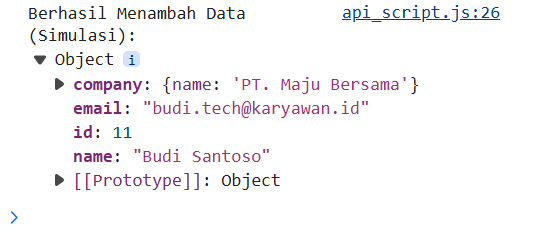 Berhasil Menambah Data api_script.js:26
(Simulasi):
Object i
company: {name: 'PT. Maju Bersama'}
email: "budi.tech@karyawan.id"
id: 11
name: "Budi Santoso"
[[Prototype]]: Object